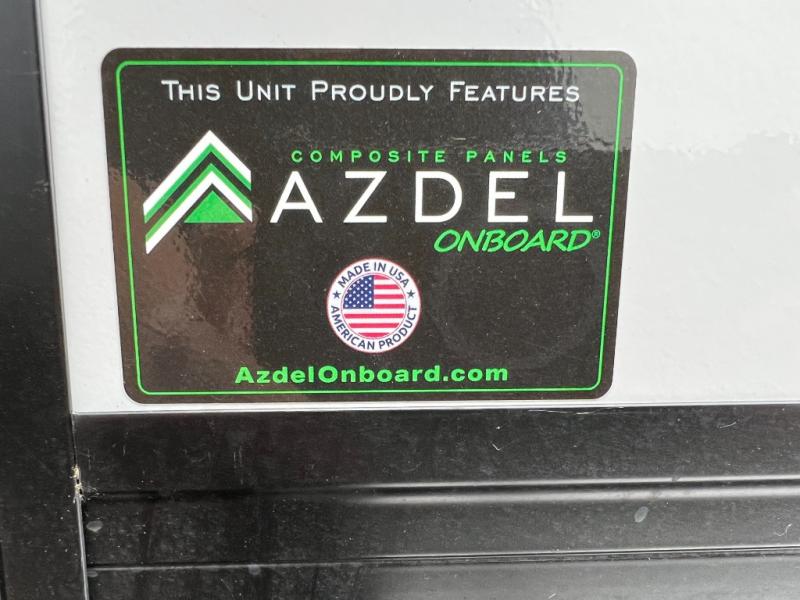 This Unit Proudly Features
COMPOSITE PANELS
AZDEL
ONBOARD®
MADE IN USA
AMERICAN PRODUCT
AzdelOnboard.com